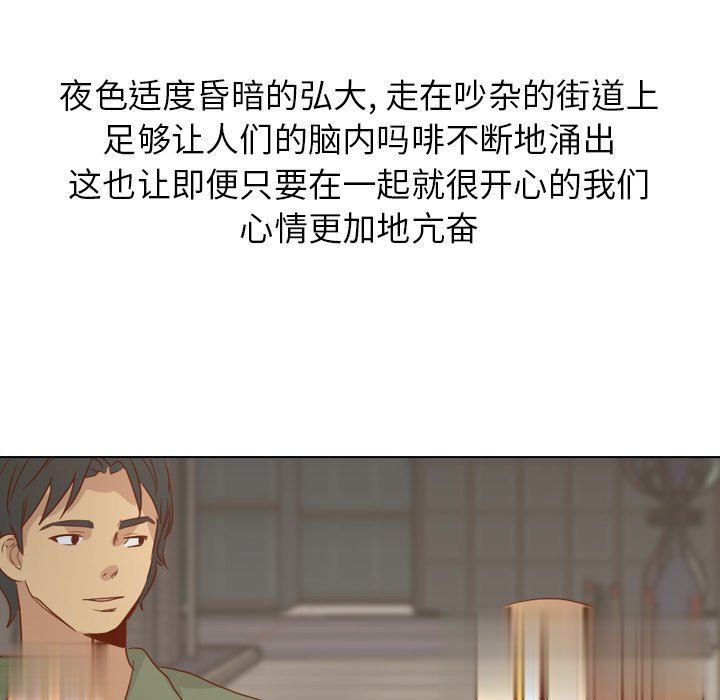 夜色适度昏暗的弘大, 走在吵杂的街道上
足够让人们的脑内吗啡不断地涌出
这也让即便只要在一起就很开心的我们
心情更加地亢奋